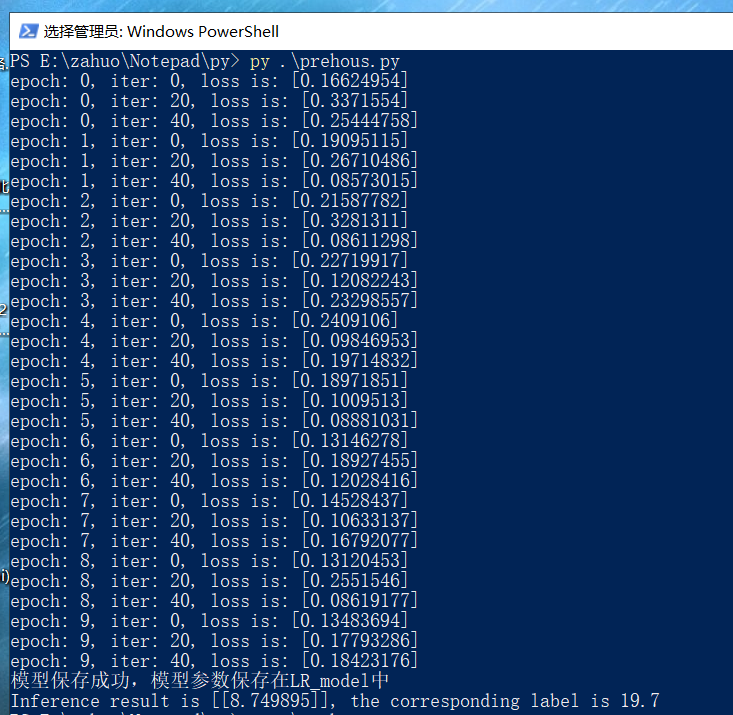 选择管理员: Windows PowerShell
PS E:\zahuo\Notepad\py> py .\prehous.py
epoch: 0, iter: 0, loss is: [0.16624954]
epoch: 0, iter: 20, loss is: [0.3371554]
epoch: 0, iter: 40, loss is: [0.25444758]
epoch: 1, iter: 0, loss is: [0.19095115]
epoch: 1, iter: 20, loss is: [0.26710486]
epoch: 1, iter: 40, loss is: [0.08573015]
epoch: 2, iter: 0, loss is: [0.21587782]
epoch: 2, iter: 20, loss is: [0.3281311]
epoch: 2, iter: 40, loss is: [0.08611298]
epoch: 3, iter: 0, loss is: [0.22719917]
epoch: 3, iter: 20, loss is: [0.12082243]
epoch: 3, iter: 40, loss is: [0.23298557]
epoch: 4, iter: 0, loss is: [0.2409106]
epoch: 4, iter: 20, loss is: [0.09846953]
epoch: 4, iter: 40, loss is: [0.19714832]
epoch: 5, iter: 0, loss is: [0.18971851]
epoch: 5, iter: 20, loss is: [0.1009513]
epoch: 5, iter: 40, loss is: [0.08881031]
epoch: 6, iter: 0, loss is: [0.13146278]
epoch: 6, iter: 20, loss is: [0.18927455]
epoch: 6, iter: 40, loss is: [0.12028416]
epoch: 7, iter: 0, loss is: [0.14528437]
epoch: 7, iter: 20, loss is: [0.10633137]
epoch: 7, iter: 40, loss is: [0.16792077]
epoch: 8, iter: 0, loss is: [0.13120453]
epoch: 8, iter: 20, loss is: [0.2551546]
epoch: 8, iter: 40, loss is: [0.08619177]
epoch: 9, iter: 0, loss is: [0.13483694]
epoch: 9, iter: 20, loss is: [0.17793286]
epoch: 9, iter: 40, loss is: [0.18423176]
模型保存成功，模型参数保存在LR_model中
Inference result is [[8.749895]], the corresponding label is 19.7